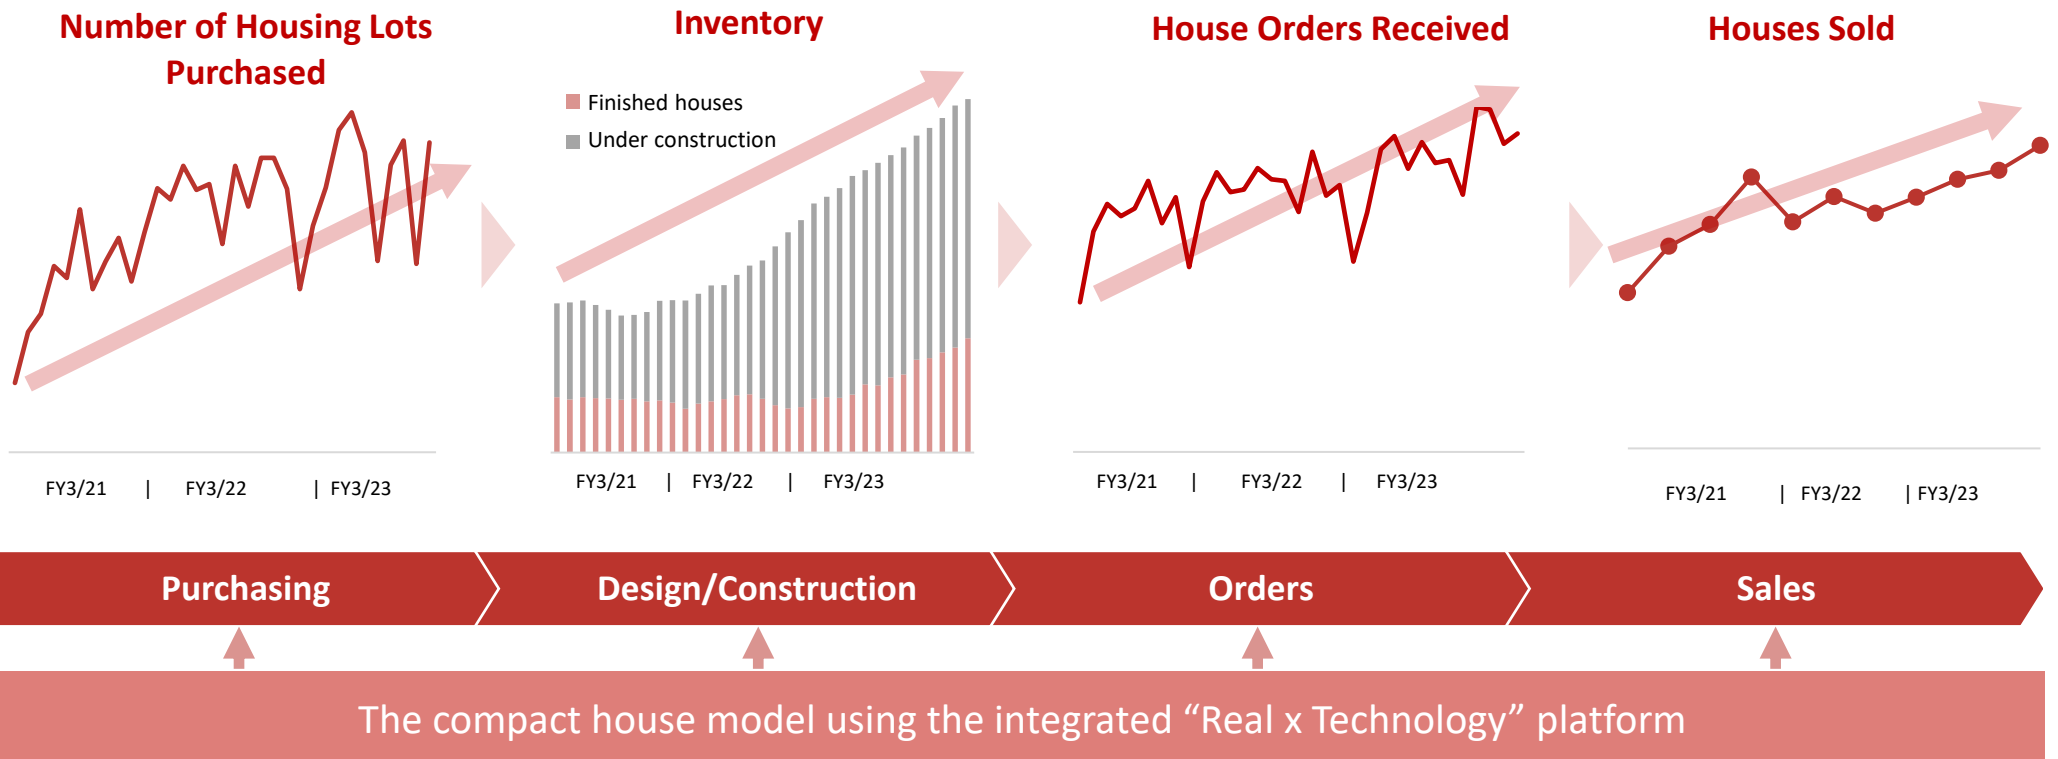 Number of Housing Lots
Purchased
FY3/21 | FY3/22 | FY3/23
Inventory
Finished houses
Under construction
FY3/21 | FY3/22 | FY3/23
House Orders Received
FY3/21 | FY3/22 | FY3/23
Houses Sold
FY3/21 | FY3/22 | FY3/23
Purchasing
Design/Construction
Orders
Sales
The compact house model using the integrated “Real x Technology” platform